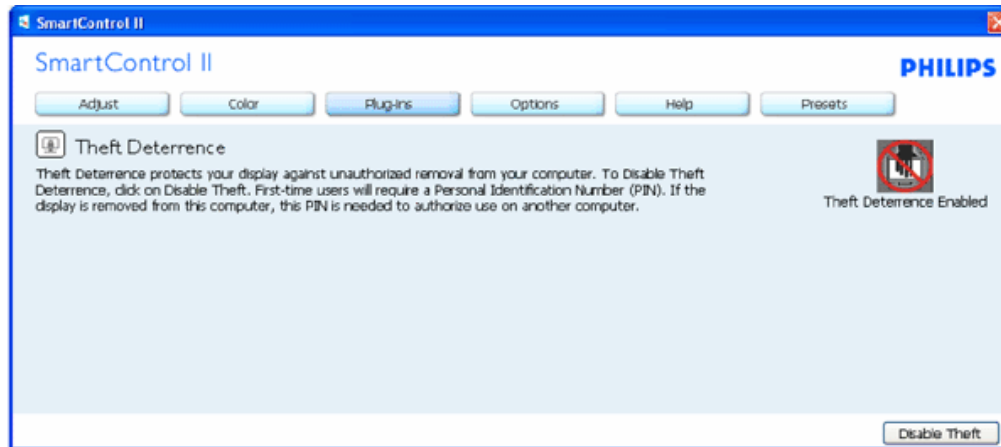 SmartControl II
SmartControl II
PHILIPS
Adjust Color Plug-Ins Options Help Presets
Theft Deterrence
Theft Deterrence protects your display against unauthorized removal from your computer. To Disable Theft
Deterrence, click on Disable Theft. First-time users will require a Personal Identification Number (PIN). If the
display is removed from this computer, this PIN is needed to authorize use on another computer.
Theft Deterrence Enabled
Disable Theft